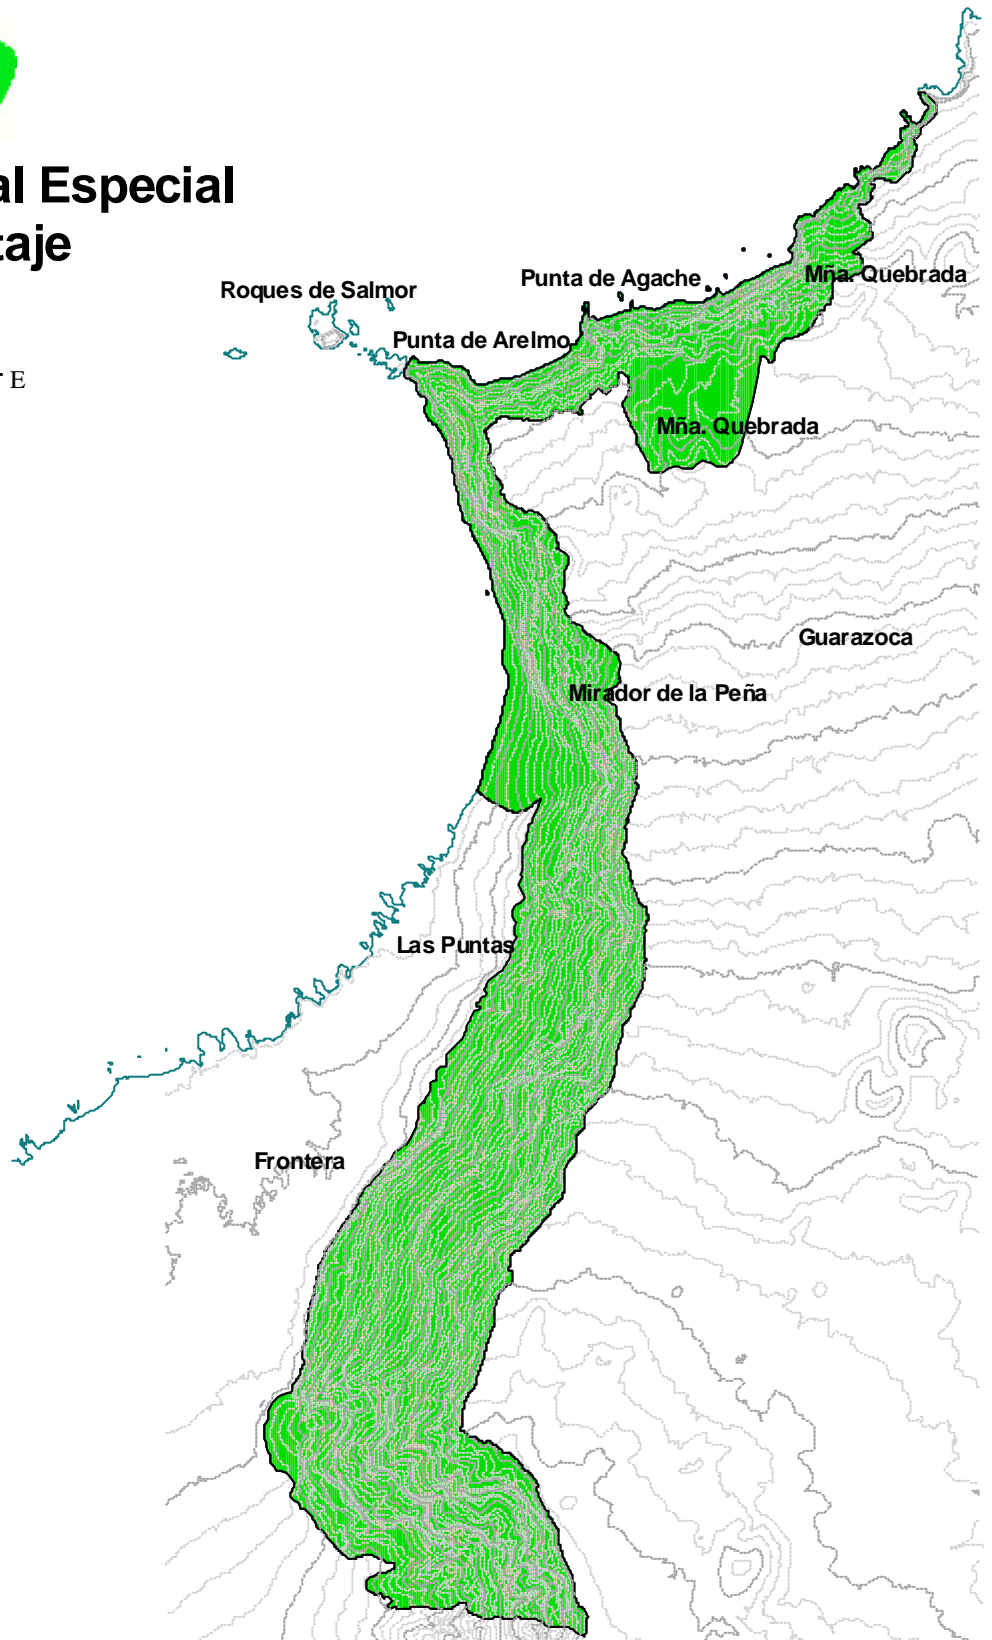 al Especial
taje
E
Roques de Salmor
Punta de Agache
Mña. Quebrada
Punta de Arelmo
Mña. Quebrada
Guarazoca
Mirador de la Peña
Las Puntas
Frontera